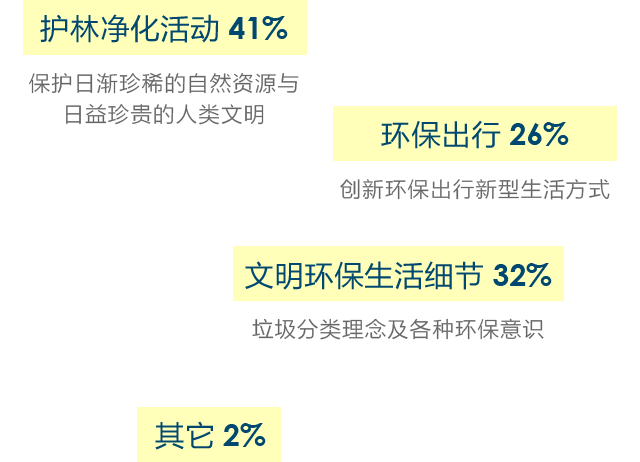 护林净化活动 41%
保护日渐珍稀的自然资源与
日益珍贵的人类文明
环保出行 26%
创新环保出行新型生活方式
文明环保生活细节 32%
垃圾分类理念及各种环保意识
其它 2%